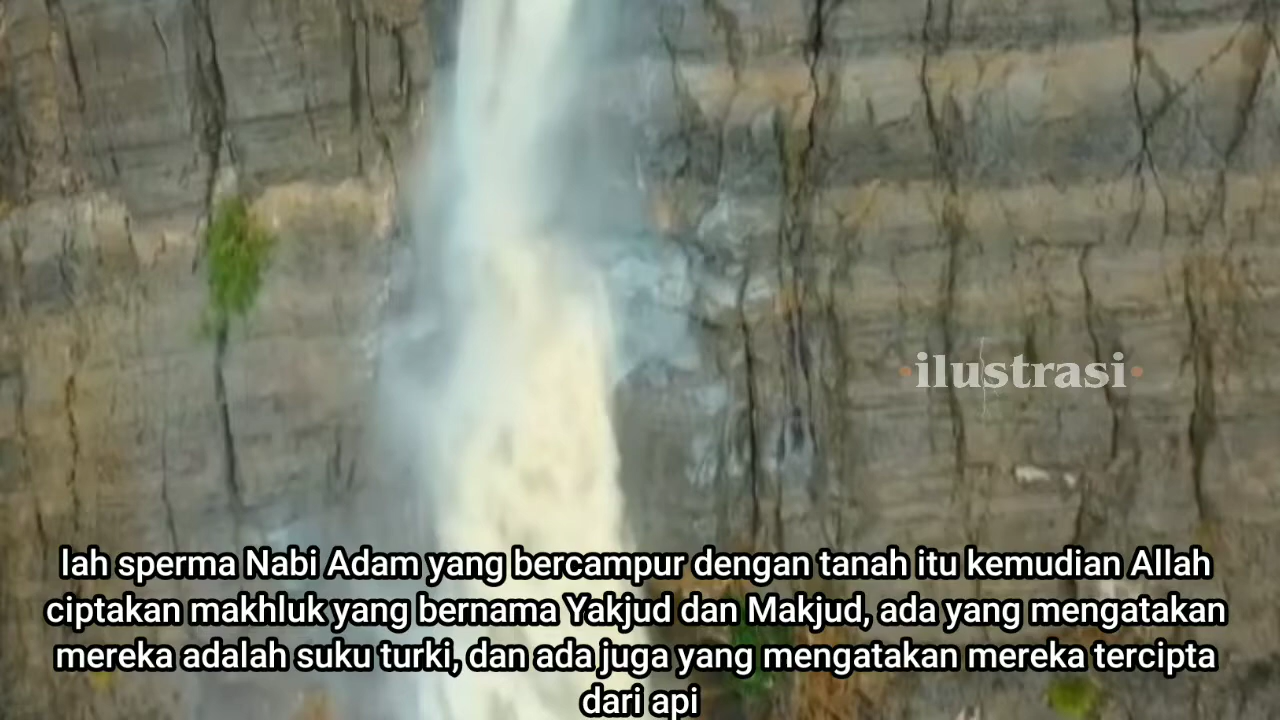 •ilustrasi•
lah sperma Nabi Adam yang bercampur dengan tanah itu kemudian Allah
ciptakan makhluk yang bernama Yakjud dan Makjud, ada yang mengatakan
mereka adalah suku turki, dan ada juga yang mengatakan mereka tercipta
dari api